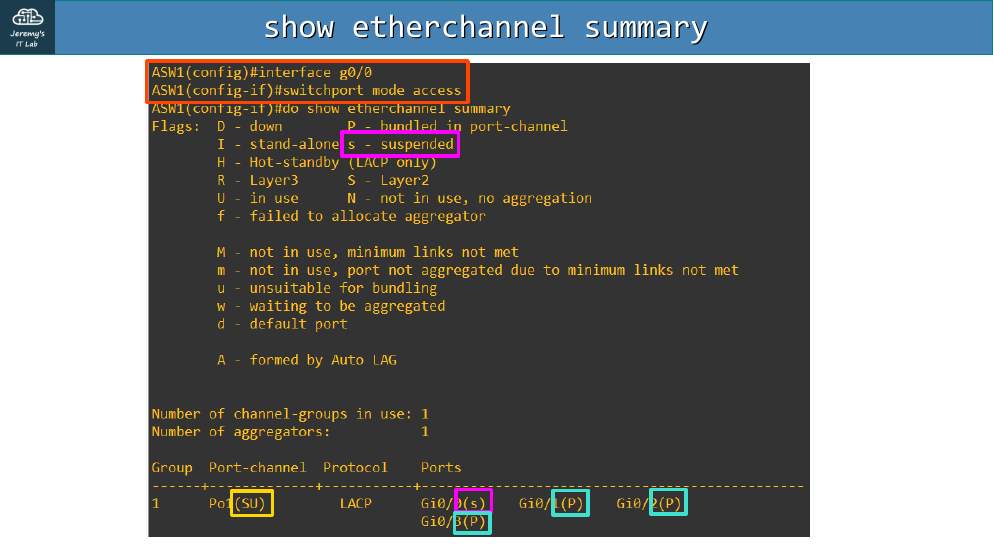 Jeremy's
IT Lab
show etherchannel summary
ASW1(config)#interface g0/0
ASW1(config-if)#switchport mode access
ASW1(config-if)#do show etherchannel summary
Flags:  D - down        P - bundled in port-channel
        I - stand-alone s - suspended
        H - Hot-standby (LACP only)
        R - Layer3      S - Layer2
        U - in use      N - not in use, no aggregation
        f - failed to allocate aggregator
        M - not in use, minimum links not met
        m - not in use, port not aggregated due to minimum links not met
        u - unsuitable for bundling
        w - waiting to be aggregated
        d - default port
        A - formed by Auto LAG
Number of channel-groups in use: 1
Number of aggregators:           1
Group  Port-channel  Protocol    Ports
------+-------------+-----------+-----------------------------------------------
1      Po1(SU)         LACP      Gi0/0(s)    Gi0/1(P)    Gi0/2(P)
                                 Gi0/3(P)